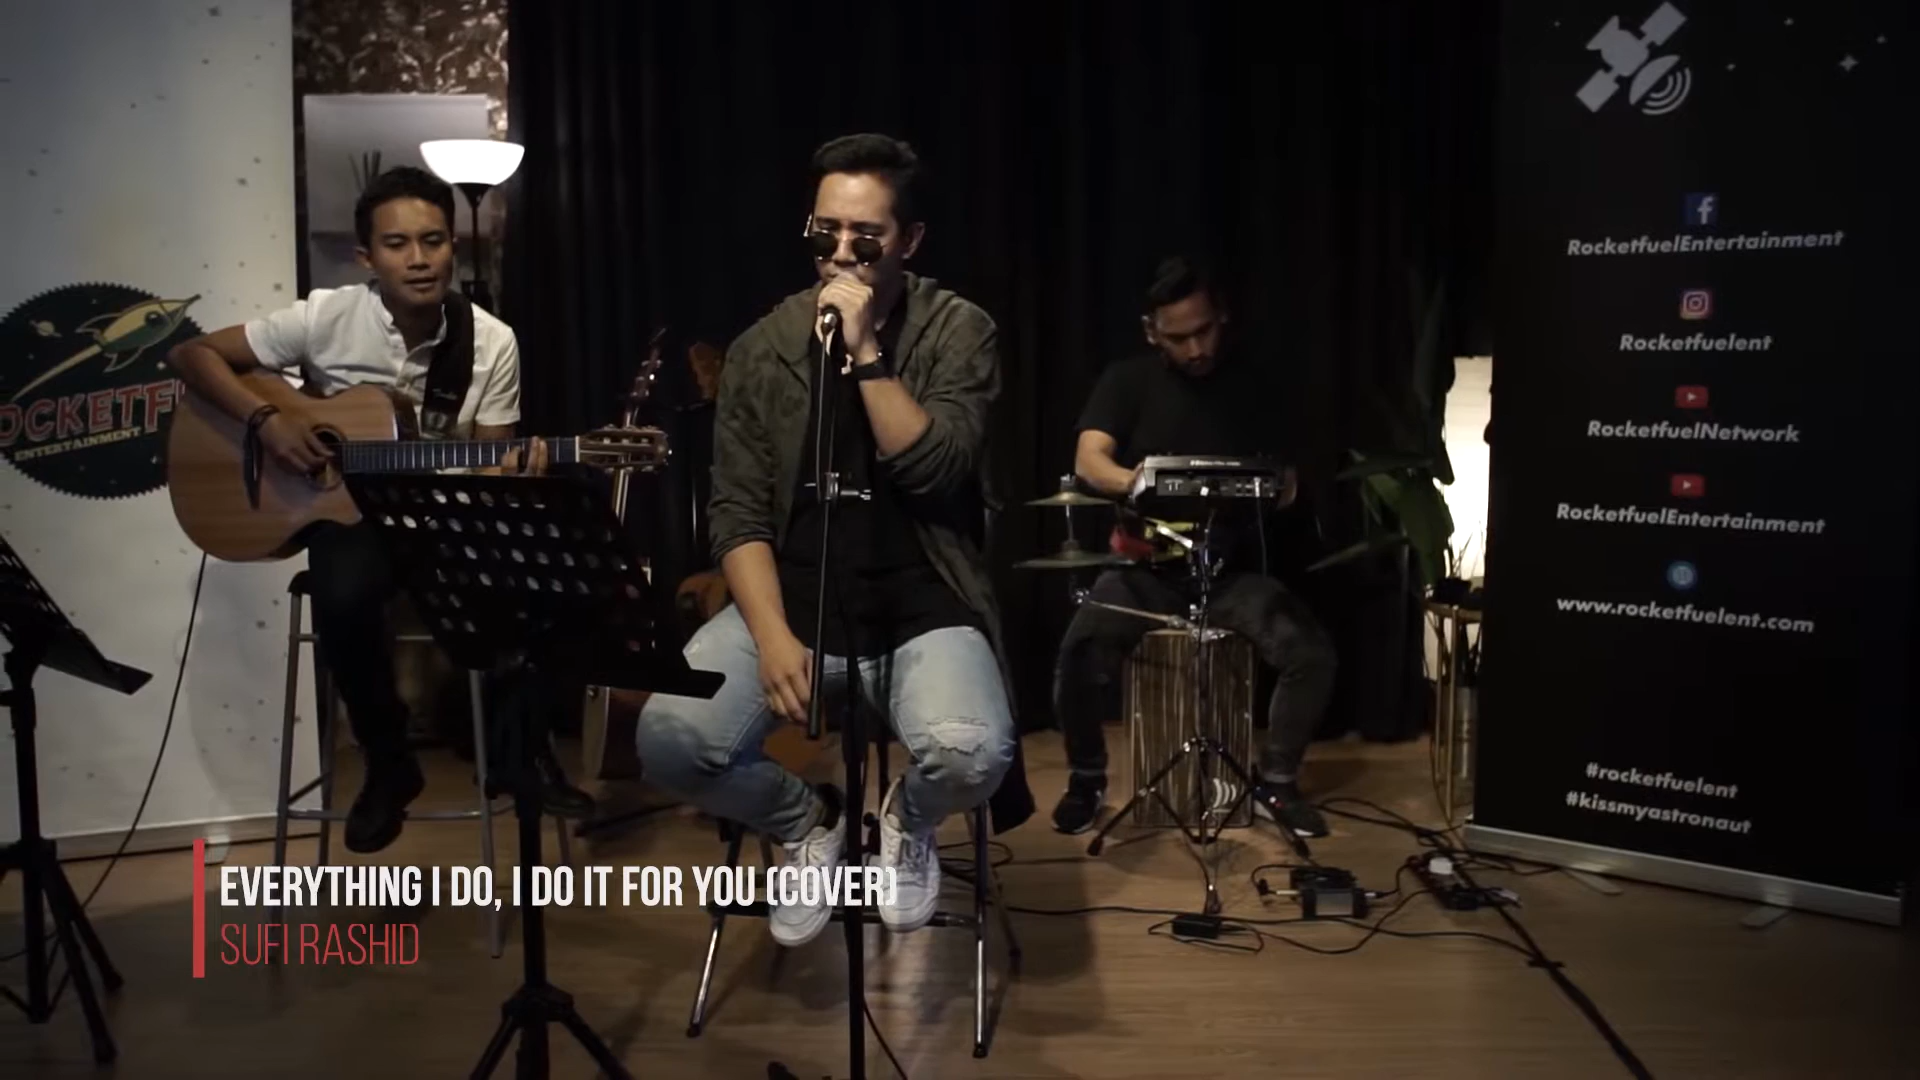 ROCKETF
ENTERTAINMENT
RocketfuelEntertainment
Rocketfuelent
RocketfuelNetwork
RocketfuelEntertainment
www.rocketfuelent.com
#rocketfuelent
#kissmyastronaut
EVERYTHING I DO, I DO IT FOR YOU (COVER)
SUFI RASHID